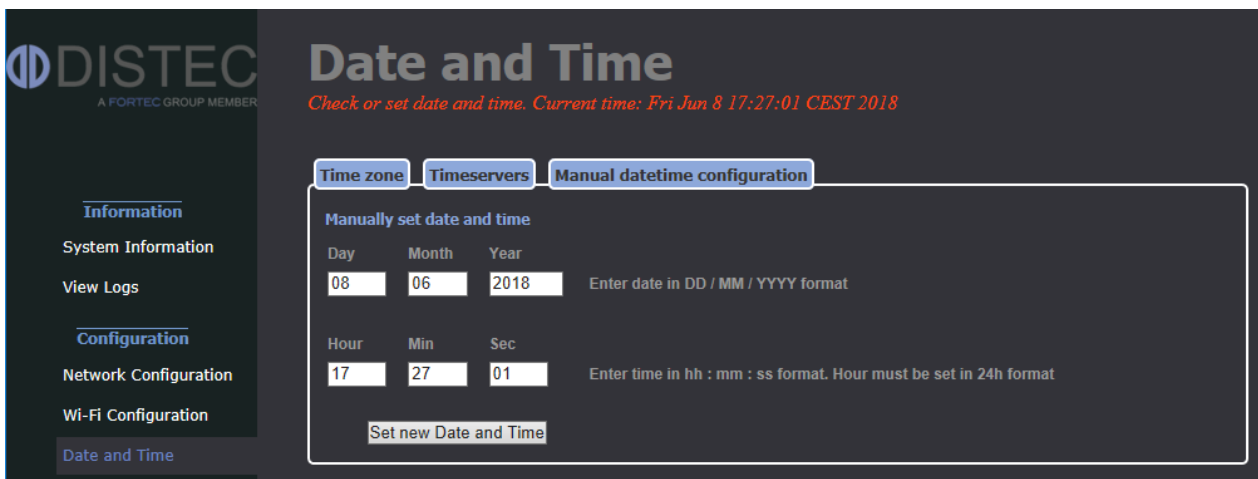 DISTEC
A FORTEC GROUP MEMBER
Information
System Information
View Logs
Configuration
Network Configuration
Wi-Fi Configuration
Date and Time
Date and Time
Check or set date and time. Current time: Fri Jun 8 17:27:01 CEST 2018
Time zone Timeservers Manual datetime configuration
Manually set date and time
Day Month Year
08 06 2018 Enter date in DD / MM / YYYY format
Hour Min Sec
17 27 01 Enter time in hh : mm : ss format. Hour must be set in 24h format
Set new Date and Time